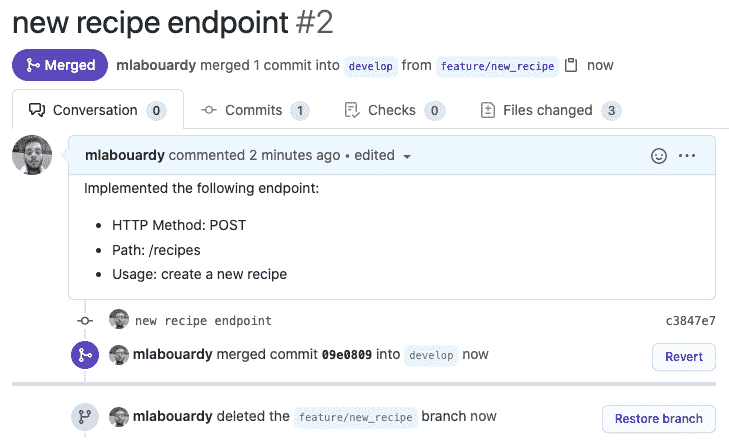 new recipe endpoint #2
Merged mlabouardy merged 1 commit into develop from feature/new_recipe now
Conversation 0 Commits 1 Checks 0 Files changed 3
mlabouardy commented 2 minutes ago • edited
Implemented the following endpoint:
• HTTP Method: POST
• Path: /recipes
• Usage: create a new recipe
new recipe endpoint c3847e7
mlabouardy merged commit 09e0809 into develop now Revert
mlabouardy deleted the feature/new_recipe branch now Restore branch